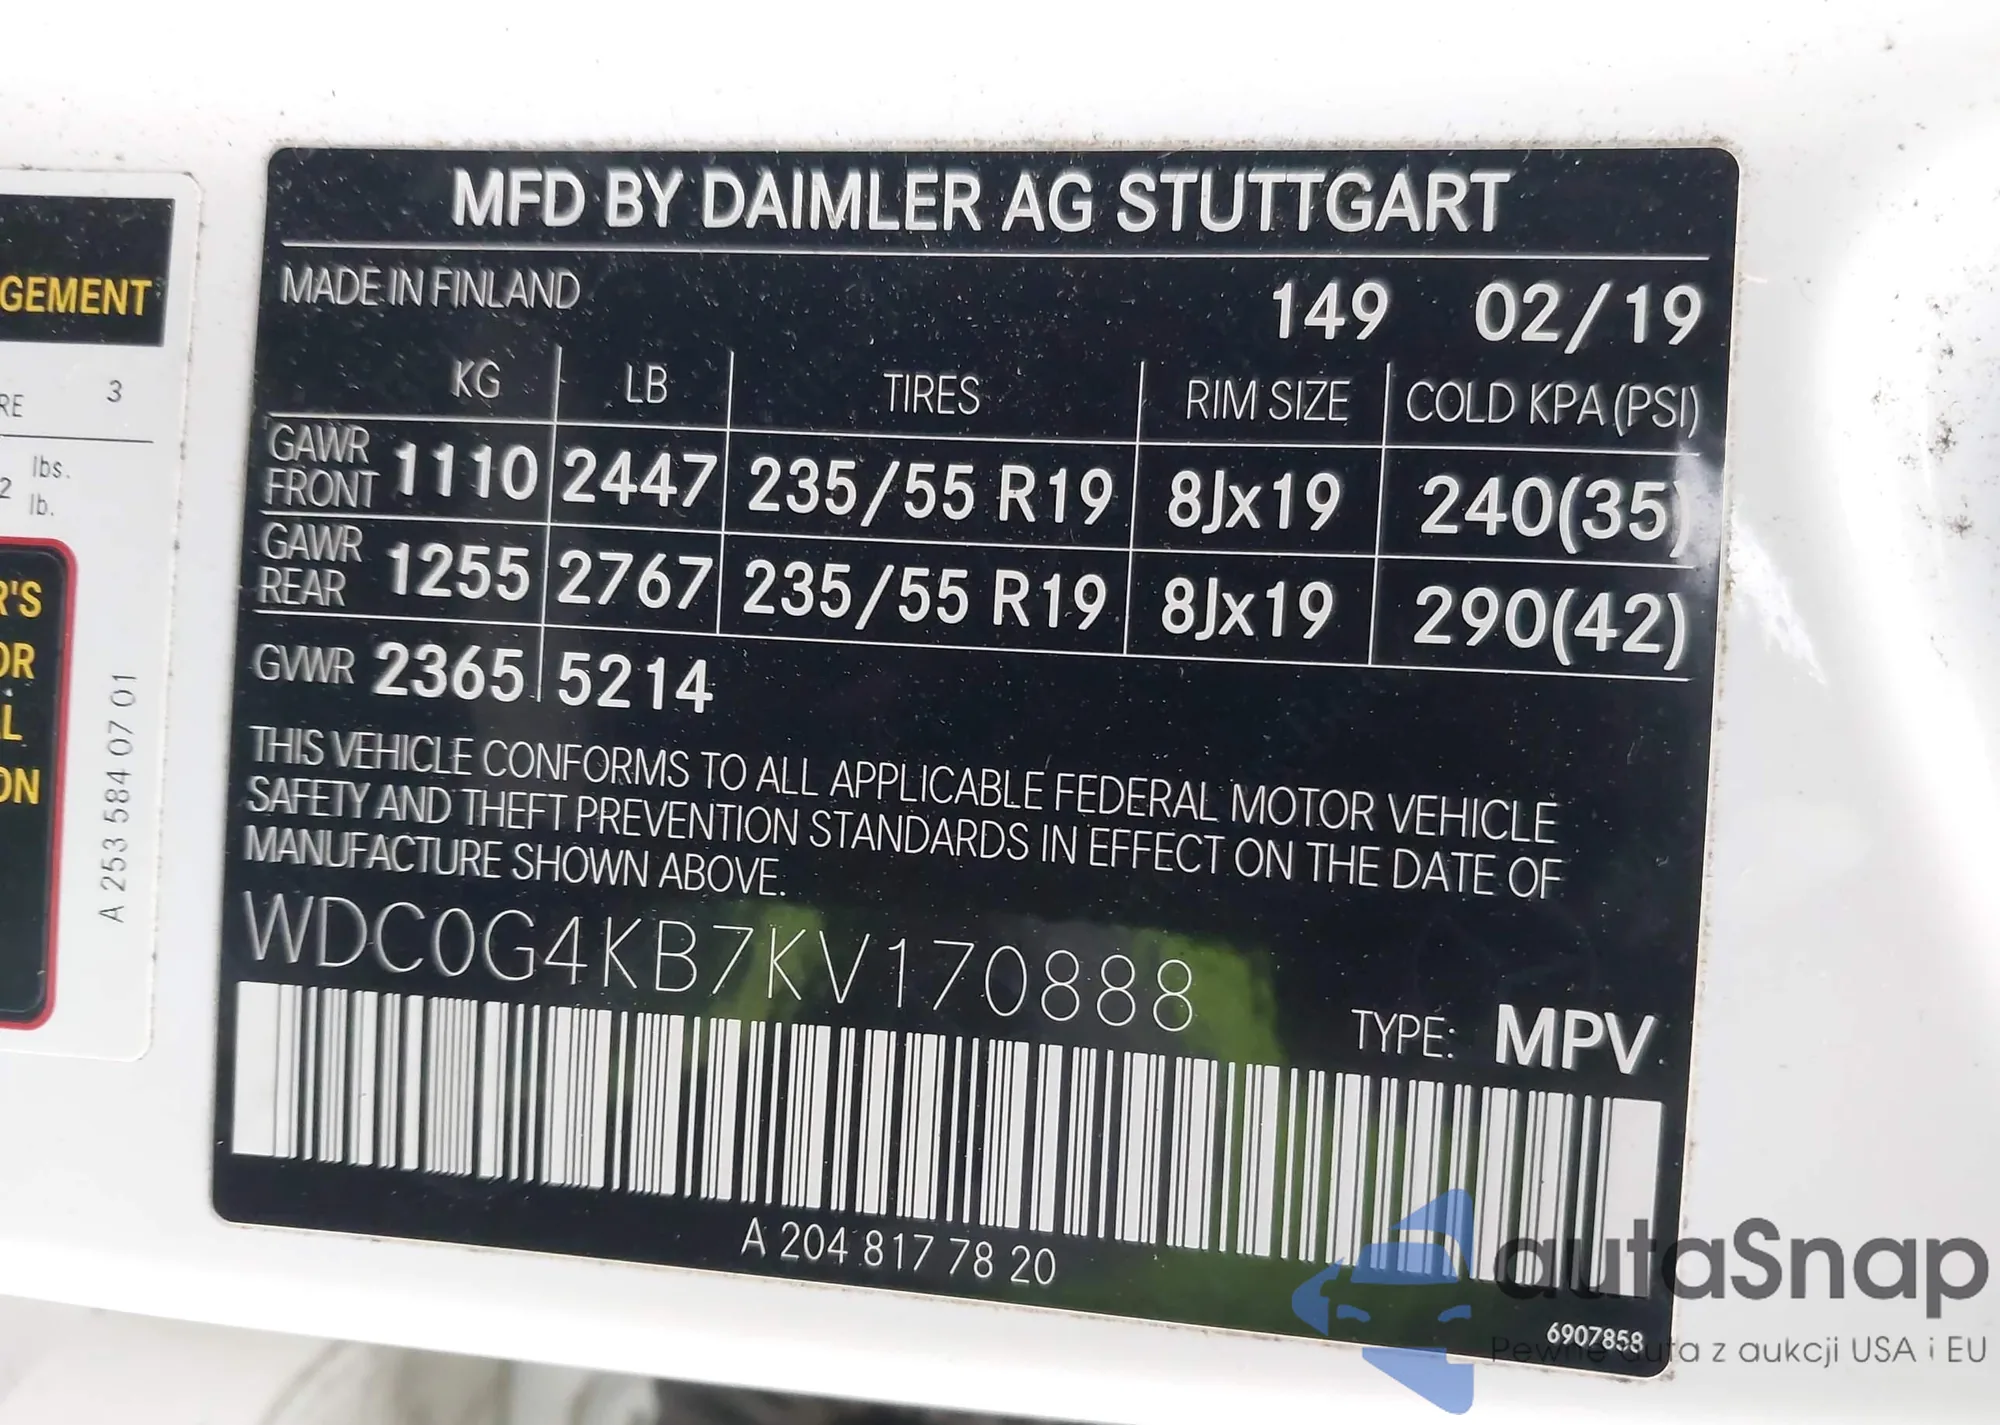 GEMENT
RE 3
lbs.
2 lb.
R'S
OR
L
ON
A 253 584 07 01
MFD BY DAIMLER AG STUTTGART
MADE IN FINLAND 149 02/19
KG LB TIRES RIM SIZE COLD KPA (PSI)
GAWR FRONT 1110 2447 235/55 R19 8Jx19 240(35)
GAWR REAR 1255 2767 235/55 R19 8Jx19 290(42)
GVWR 2365 5214
THIS VEHICLE CONFORMS TO ALL APPLICABLE FEDERAL MOTOR VEHICLE
SAFETY AND THEFT PREVENTION STANDARDS IN EFFECT ON THE DATE OF
MANUFACTURE SHOWN ABOVE.
WDC0G4KB7KV170888
TYPE: MPV
A 204 817 78 20
6907858
autaSnap
Pewne auta z aukcji USA i EU